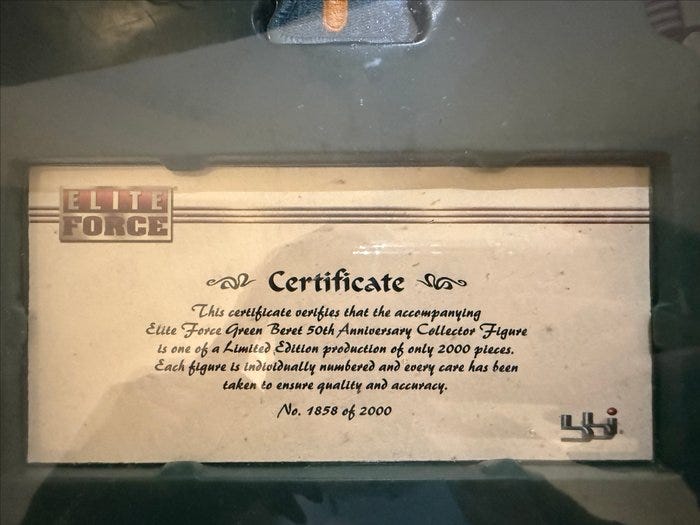 ELITE
FORCE
Certificate
This certificate verifies that the accompanying
Elite Force Green Beret 50th Anniversary Collector Figure
is one of a Limited Edition production of only 2000 pieces.
Each figure is individually numbered and every care has been
taken to ensure quality and accuracy.
No. 1858 of 2000
bbi